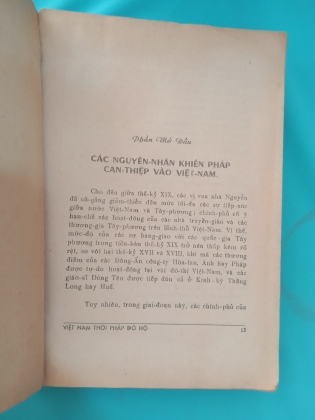 Phần Mở Đầu
CÁC NGUYÊN-NHÂN KHIẾN PHÁP
CAN-THIỆP VÀO VIỆT-NAM.
Cho đến giữa thế-kỷ XIX, các vị vua nhà Nguyễn
đã cố-gắng giảm-thiểu đến mức tối-đa các sự tiếp-xúc
giữa nước Việt-Nam và Tây-phương; chính-phủ cố ý
hạn-chế các hoạt-động của các nhà truyền-giáo và các
thương-gia Tây-phương trên lãnh-thổ Việt-Nam. Vì thế,
mức-độ của các sự bang-giao với các quốc-gia Tây
phương trong tiền-bán thế-kỷ XIX trở nên thấp kém rõ
rệt, so với hai thế-kỷ XVII và XVIII, khi mà các thương
điếm của các Đông-Ấn công-ty Hòa-lan, Anh hay Pháp
được tự-do hoạt-động tại vài đô-thị Việt-Nam, và các
giáo-sĩ Dòng Tên được tiếp đón cả ở Kinh-kỳ Thăng
Long hay Huế.
Tuy nhiên, trong giai-đoạn này, các chính-phủ của
VIỆT NAM THỜI PHÁP ĐÔ HỘ